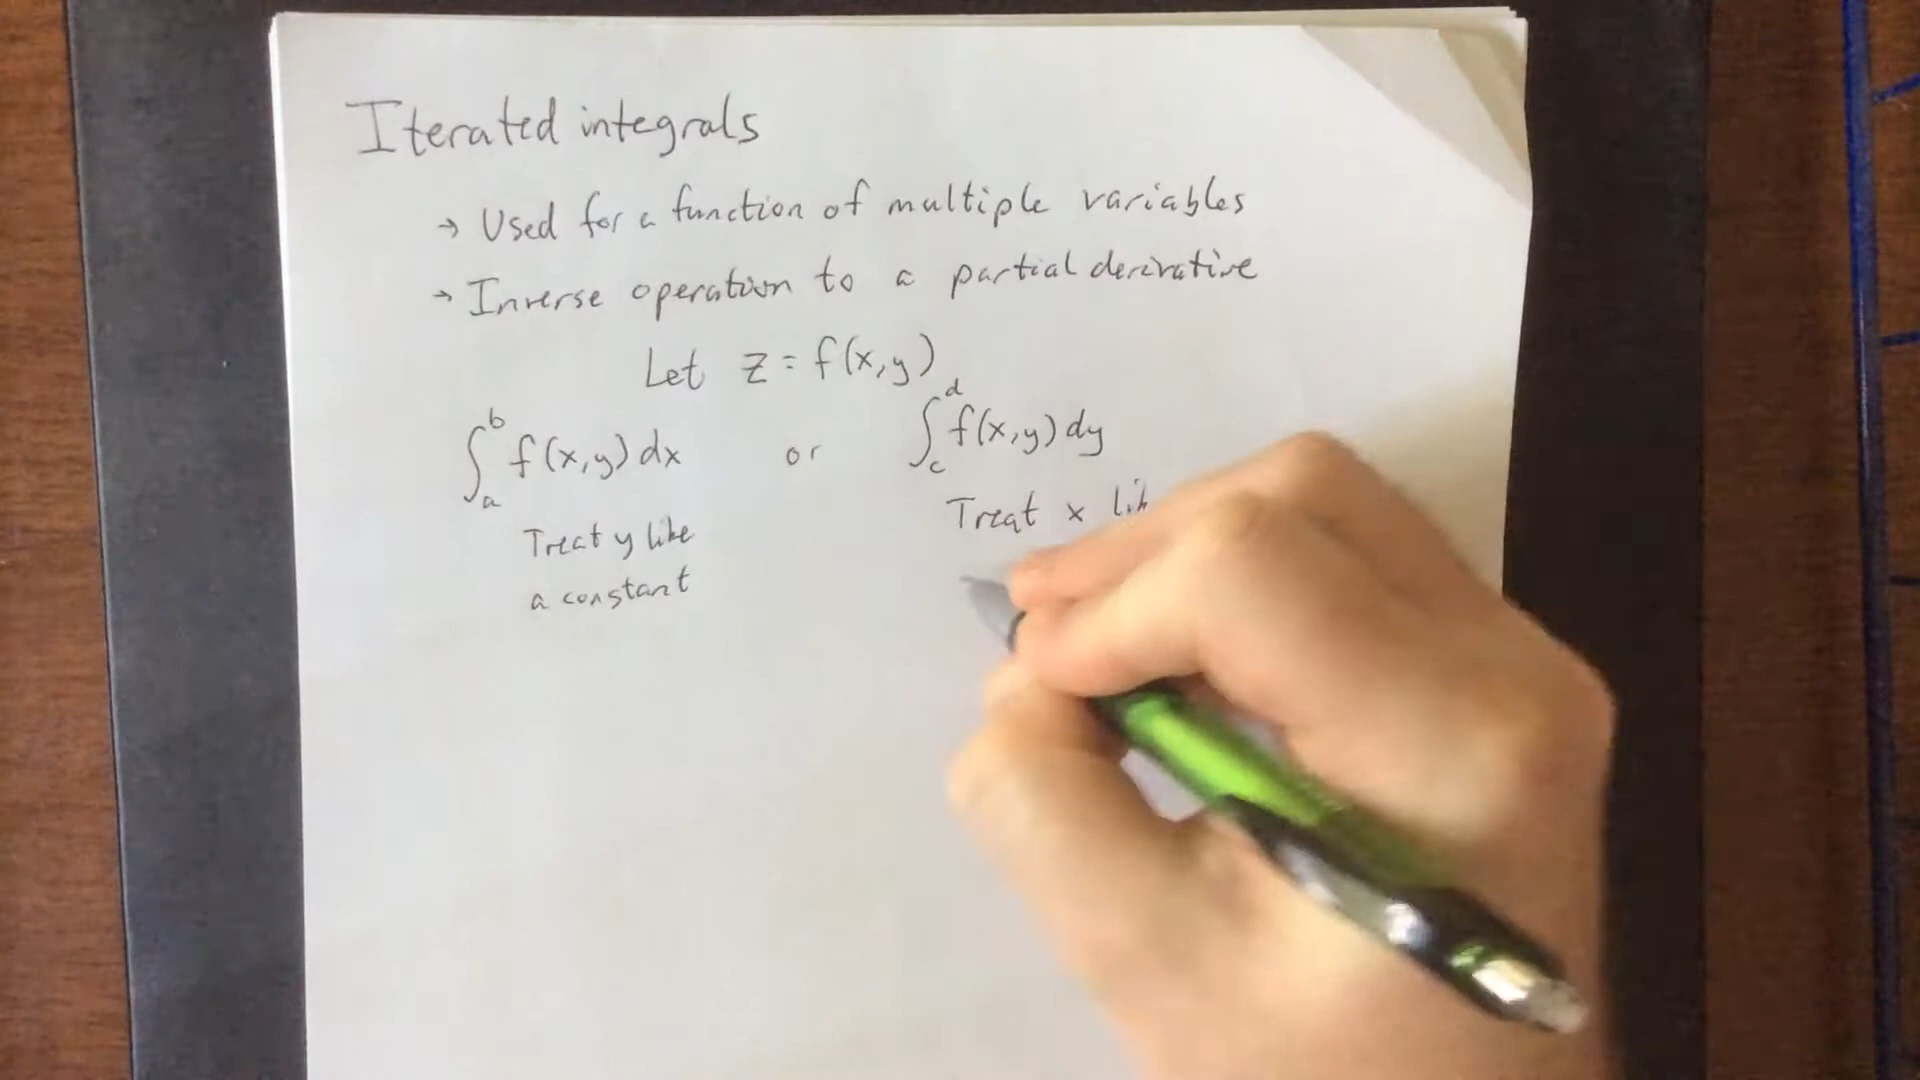 Iterated integrals
→ Used for a function of multiple variables
→ Inverse operation to a partial derivative
Let z = f(x,y)
∫_a^b f(x,y) dx or ∫_c^d f(x,y) dy
Treat y like
a constant
Treat x